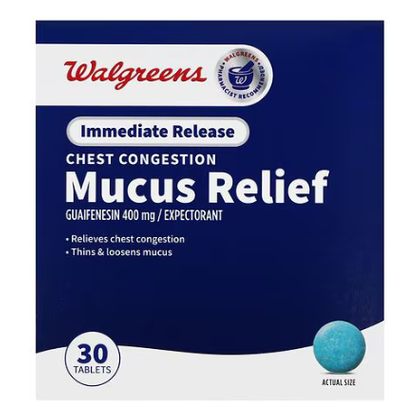 Walgreens
WALGREENS
W
PHARMACIST RECOMMENDED
Immediate Release
CHEST CONGESTION
Mucus Relief
GUAIFENESIN 400 mg / EXPECTORANT
• Relieves chest congestion
• Thins & loosens mucus
30
TABLETS
ACTUAL SIZE